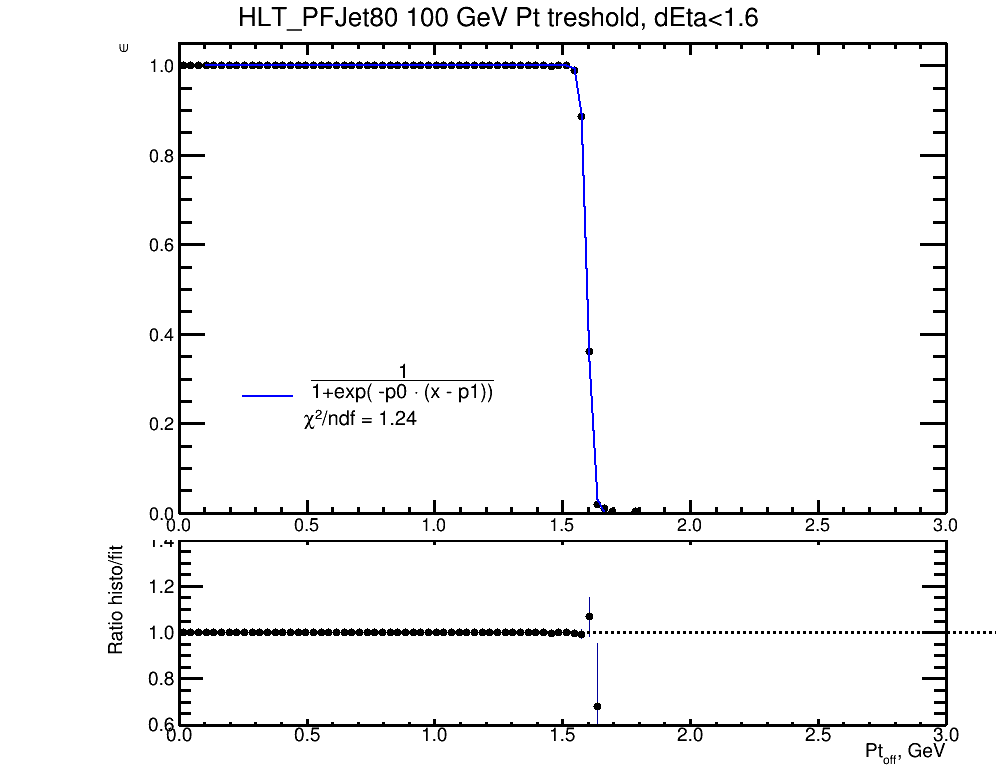 HLT_PFJet80 100 GeV Pt treshold, dEta<1.6
∈
1.0
0.8
0.6
0.4
0.2
0.0
1
1+exp( -p0 · (x - p1))
χ²/ndf = 1.24
0.0 0.5 1.0 1.5 2.0 2.5 3.0
Ratio histo/fit
1.4
1.2
1.0
0.8
0.6
0.0 0.5 1.0 1.5 2.0 2.5 3.0
Pt_off, GeV